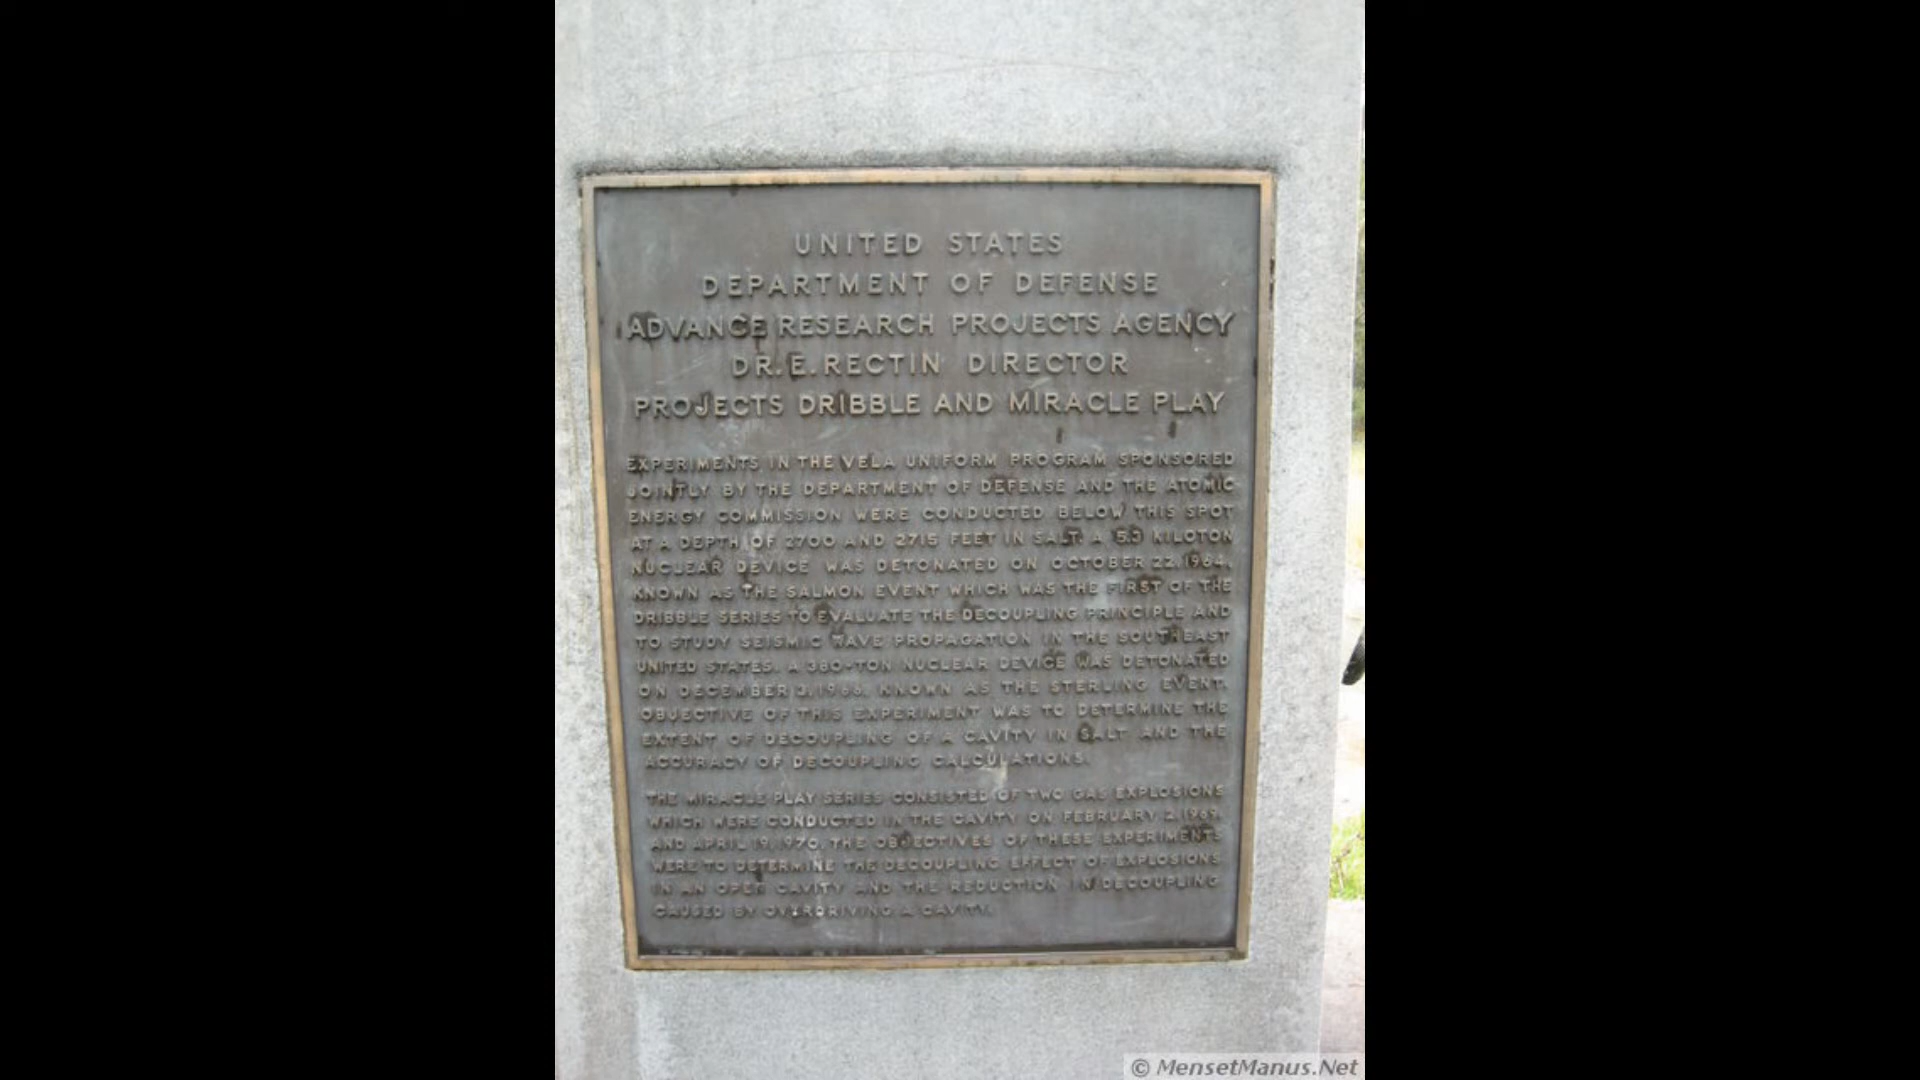 UNITED STATES
DEPARTMENT OF DEFENSE
ADVANCE RESEARCH PROJECTS AGENCY
DR. E. RECTIN DIRECTOR
PROJECTS DRIBBLE AND MIRACLE PLAY
EXPERIMENTS IN THE VELA UNIFORM PROGRAM SPONSORED
JOINTLY BY THE DEPARTMENT OF DEFENSE AND THE ATOMIC
ENERGY COMMISSION WERE CONDUCTED BELOW THIS SPOT
AT A DEPTH OF 2700 AND 2715 FEET IN SALT. A 5.3 KILOTON
NUCLEAR DEVICE WAS DETONATED ON OCTOBER 22, 1964,
KNOWN AS THE SALMON EVENT WHICH WAS THE FIRST OF THE
DRIBBLE SERIES TO EVALUATE THE DECOUPLING PRINCIPLE AND
TO STUDY SEISMIC WAVE PROPAGATION IN THE SOUTHEAST
UNITED STATES. A 380-TON NUCLEAR DEVICE WAS DETONATED
ON DECEMBER 3, 1966, KNOWN AS THE STERLING EVENT.
OBJECTIVE OF THIS EXPERIMENT WAS TO DETERMINE THE
EXTENT OF DECOUPLING OF A CAVITY IN SALT AND THE
ACCURACY OF DECOUPLING CALCULATIONS.
THE MIRACLE PLAY SERIES CONSISTED OF TWO GAS EXPLOSIONS
WHICH WERE CONDUCTED IN THE CAVITY ON FEBRUARY 2, 1969,
AND APRIL 19, 1970. THE OBJECTIVES OF THESE EXPERIMENTS
WERE TO DETERMINE THE DECOUPLING EFFECT OF EXPLOSIONS
IN AN OPEN CAVITY AND THE REDUCTION IN DECOUPLING
CAUSED BY OVERDRIVING A CAVITY.
© MensetManus.Net